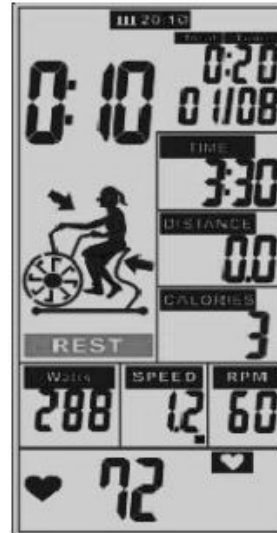 20:10
0:10
0:20
01/08
TIME
3:30
DISTANCE
0.0
CALORIES
3
REST
Watts
SPEED
RPM
288
1.2
60
72